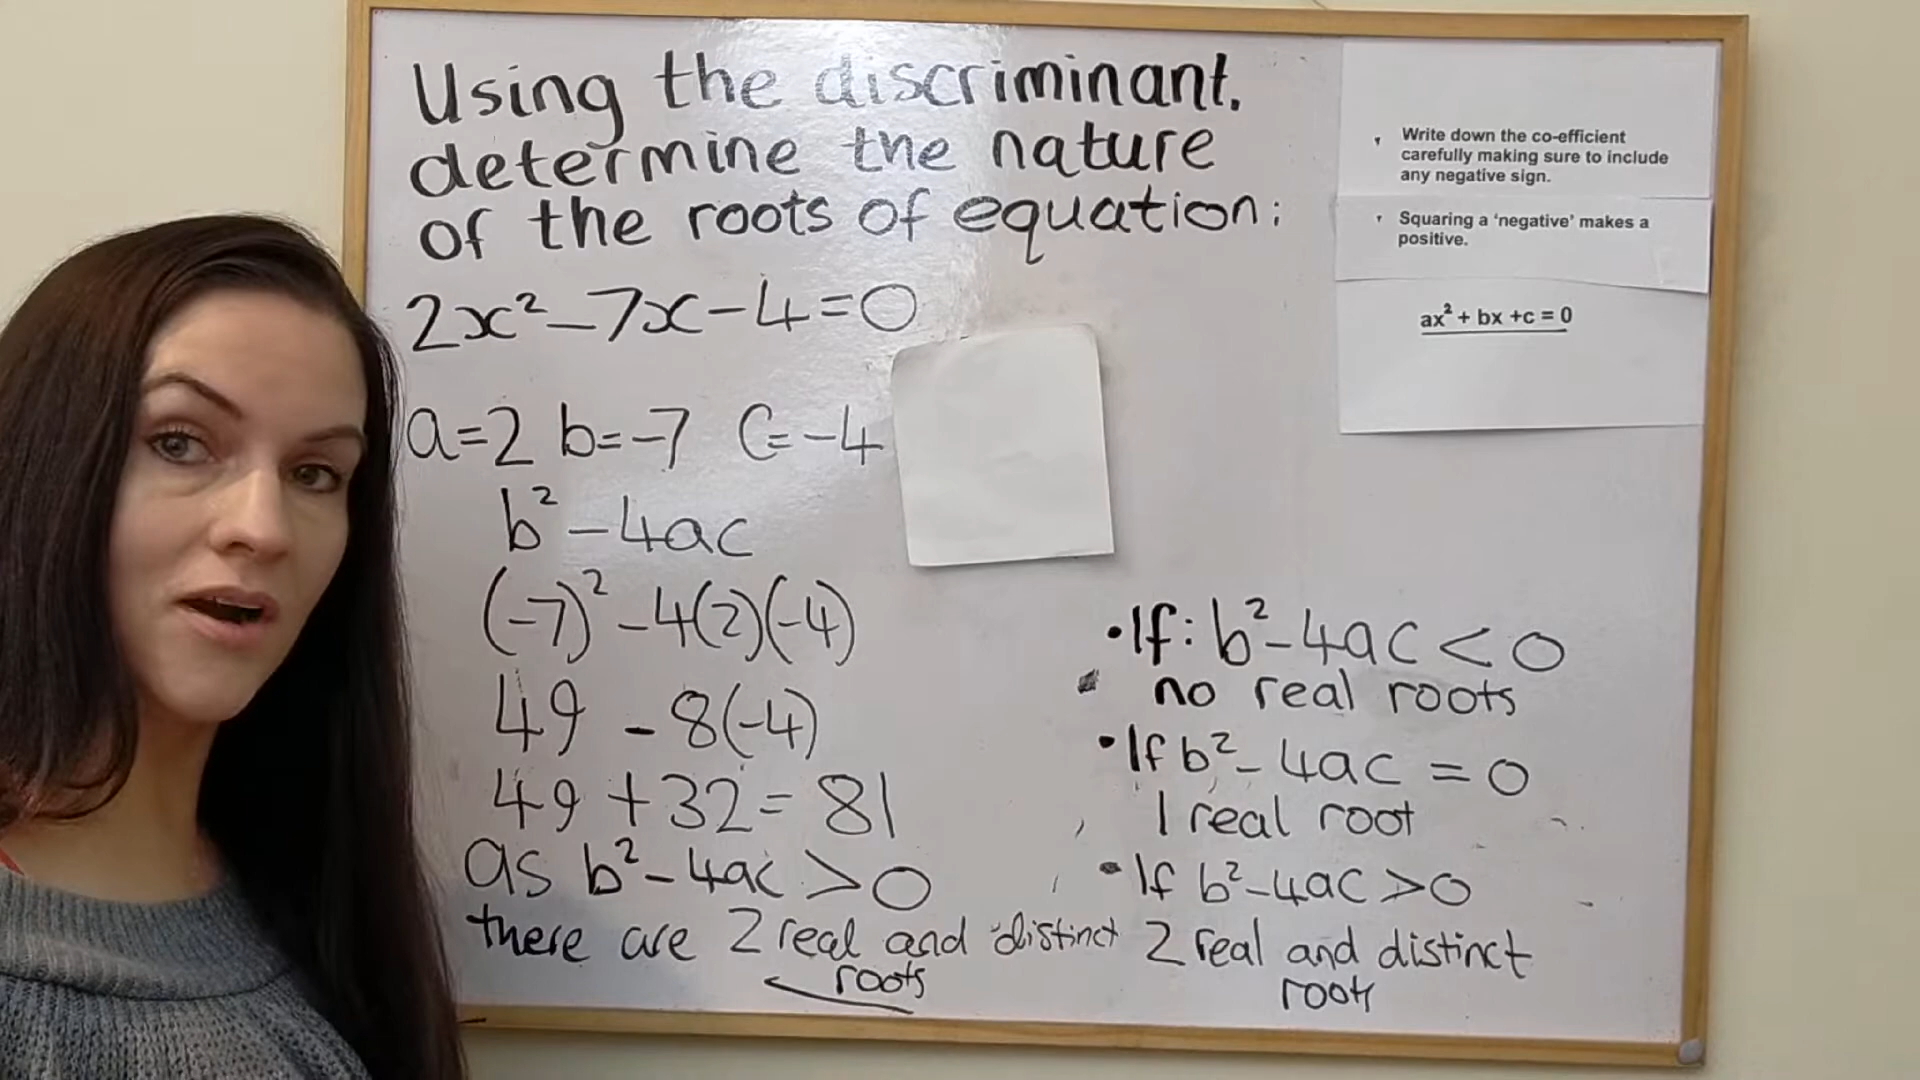 Using the discriminant.
determine the nature
of the roots of equation:
2x² – 7x – 4 = 0
a = 2 b = –7 c = –4
b² – 4ac
(–7)² – 4(2)(–4)
49 – 8(–4)
49 + 32 = 81
as b² – 4ac > 0
there are 2 real and distinct
roots
Write down the co-efficient
carefully making sure to include
any negative sign.
Squaring a ‘negative’ makes a
positive.
ax² + bx +c = 0
• If: b² – 4ac < 0
no real roots
• If b² – 4ac = 0
1 real root
• If b² – 4ac > 0
2 real and distinct
roots